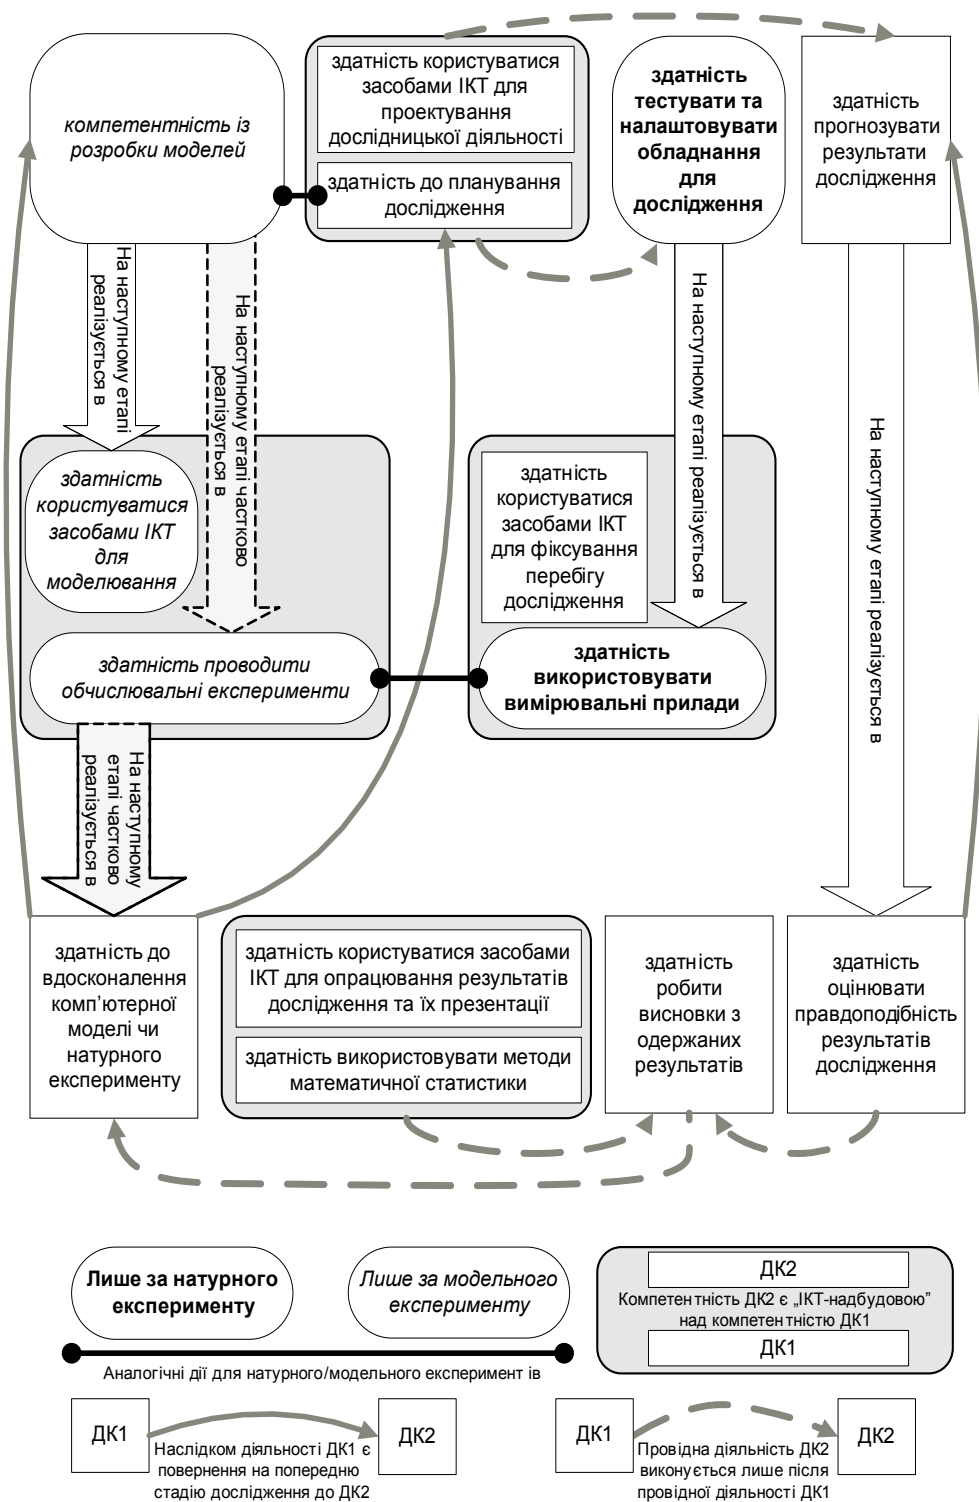 компетентність із
розробки моделей
здатність користуватися
засобами ІКТ для
проектування
дослідницької діяльності
здатність до планування
дослідження
здатність
тестувати та
налаштовувати
обладнання
для
дослідження
здатність
прогнозувати
результати
дослідження
На наступному етапі
реалізується в
На наступному етапі частково
реалізується в
На наступному етапі реалізується в
На наступному етапі реалізується в
здатність
користуватися
засобами ІКТ
для
моделювання
здатність
користуватися
засобами ІКТ
для фіксування
перебігу
дослідження
здатність проводити
обчислювальні експерименти
здатність
використовувати
вимірювальні прилади
На наступному
етапі частково
реалізується в
здатність до
вдосконалення
комп’ютерної
моделі чи
натурного
експерименту
здатність користуватися засобами
ІКТ для опрацювання результатів
дослідження та їх презентації
здатність використовувати методи
математичної статистики
здатність
робити
висновки з
одержаних
результатів
здатність
оцінювати
правдоподібність
результатів
дослідження
Лише за натурного
експерименту
Лише за модельного
експерименту
ДК2
Компетентність ДК2 є „ІКТ-надбудовою”
над компетентністю ДК1
ДК1
Аналогічні дії для натурного/модельного експеримент ів
ДК1
ДК2
Наслідком діяльності ДК1 є
повернення на попередню
стадію дослідження до ДК2
ДК1
ДК2
Провідна діяльність ДК2
виконується лише після
провідної діяльності ДК1